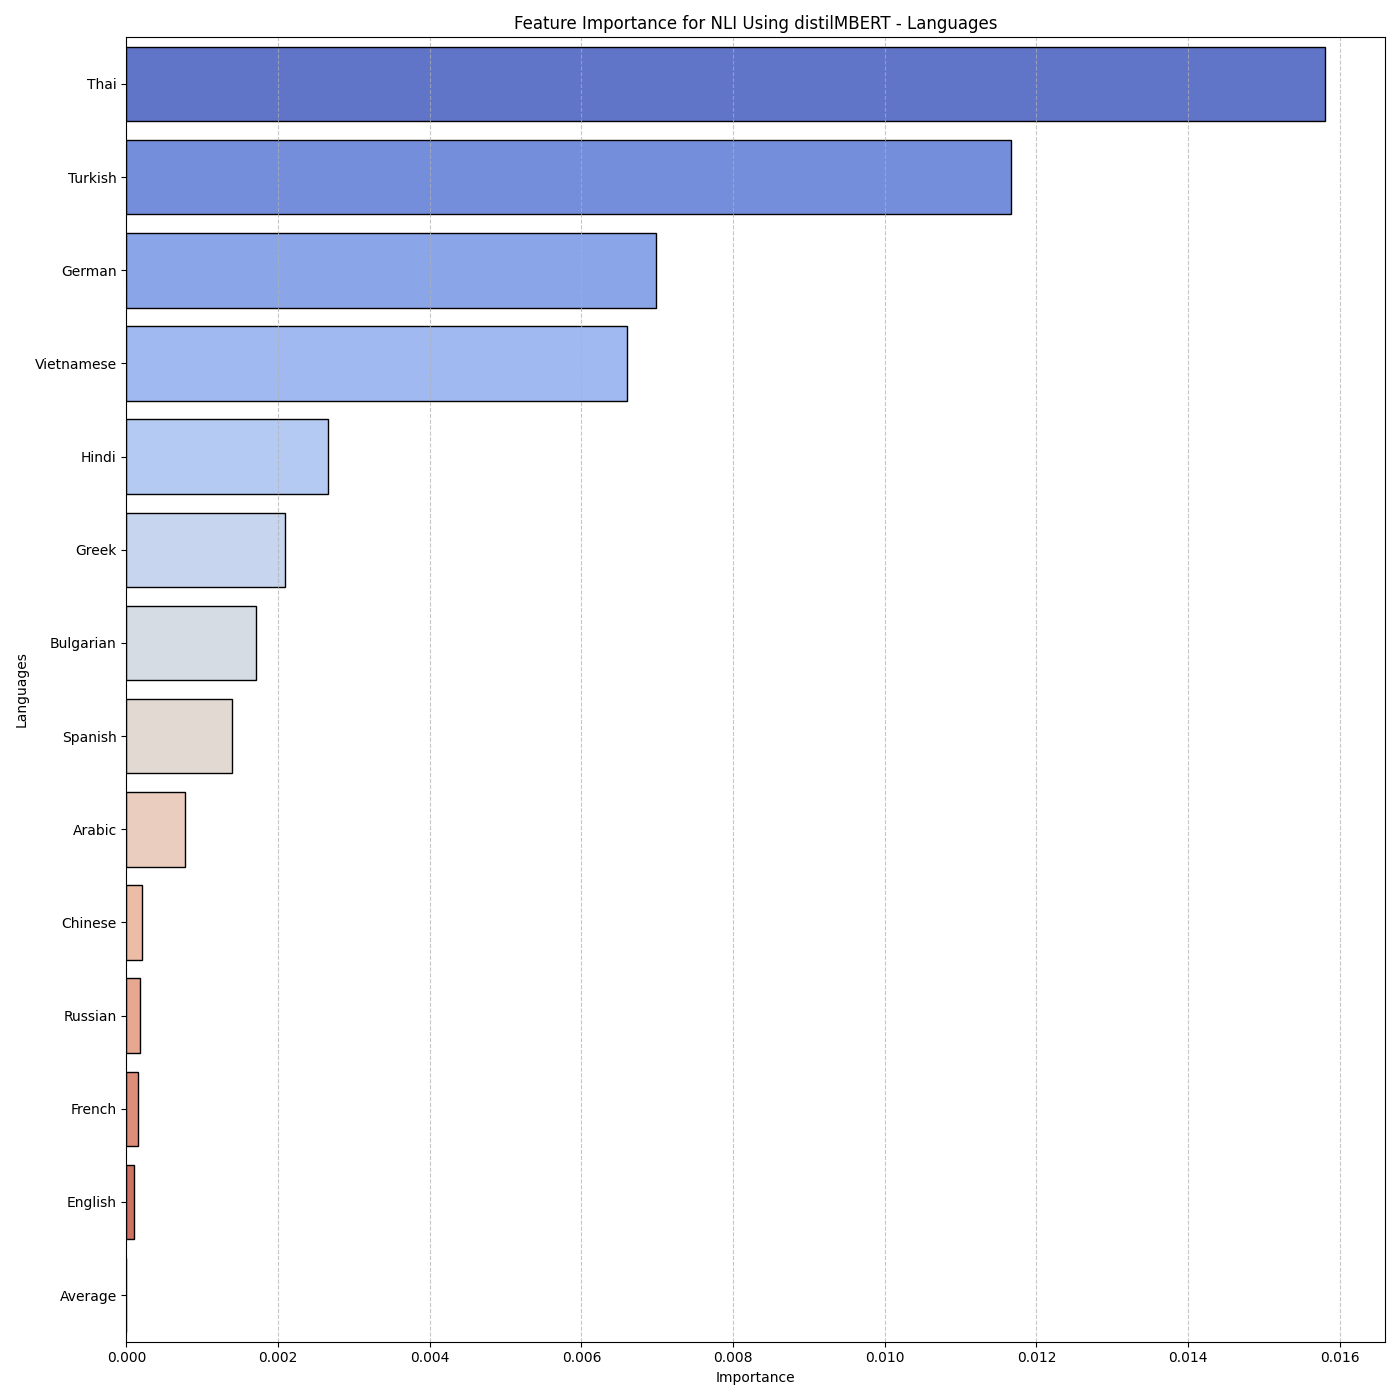 Feature Importance for NLI Using distilMBERT - Languages
Thai
Turkish
German
Vietnamese
Hindi
Greek
Bulgarian
Spanish
Arabic
Chinese
Russian
French
English
Average
Languages
0.000 0.002 0.004 0.006 0.008 0.010 0.012 0.014 0.016
Importance